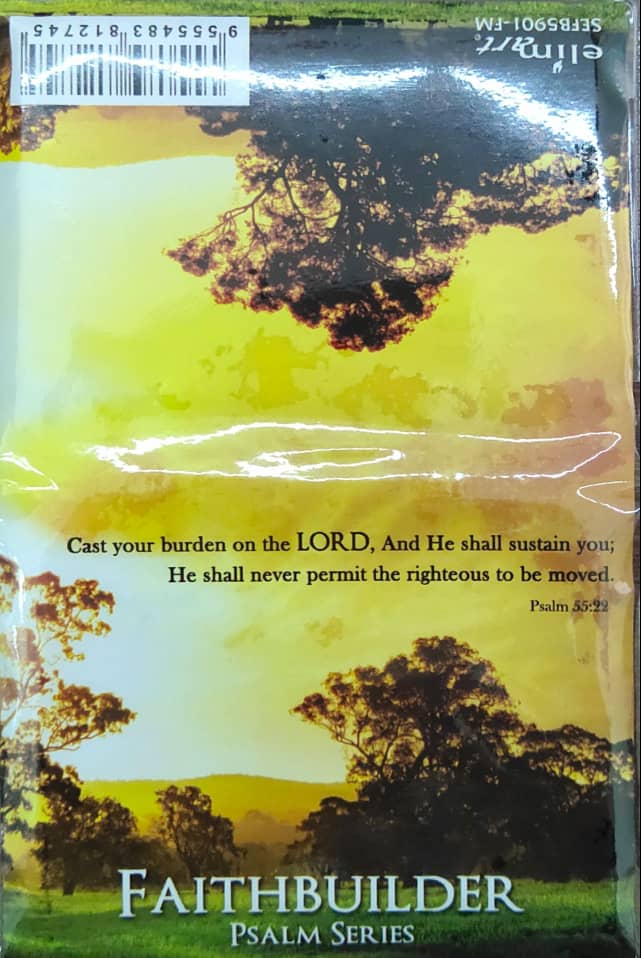 9 555483 812745
elimart
SEFB5901-FM
Cast your burden on the LORD, And He shall sustain you;
He shall never permit the righteous to be moved.
Psalm 55:22
FAITHBUILDER
PSALM SERIES